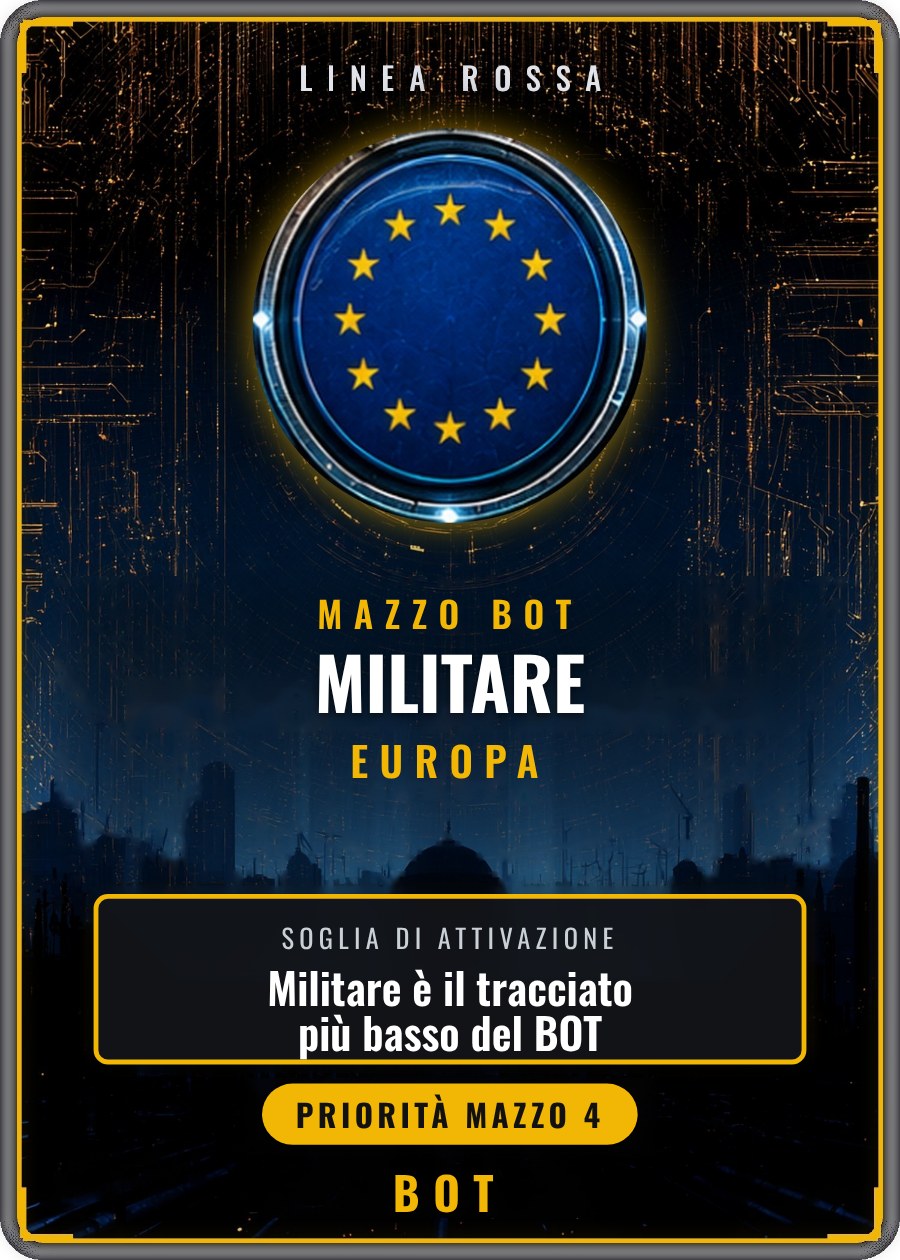 LINEA ROSSA
MAZZO BOT
MILITARE
EUROPA
SOGLIA DI ATTIVAZIONE
Militare è il tracciato
più basso del BOT
PRIORITÀ MAZZO 4
BOT